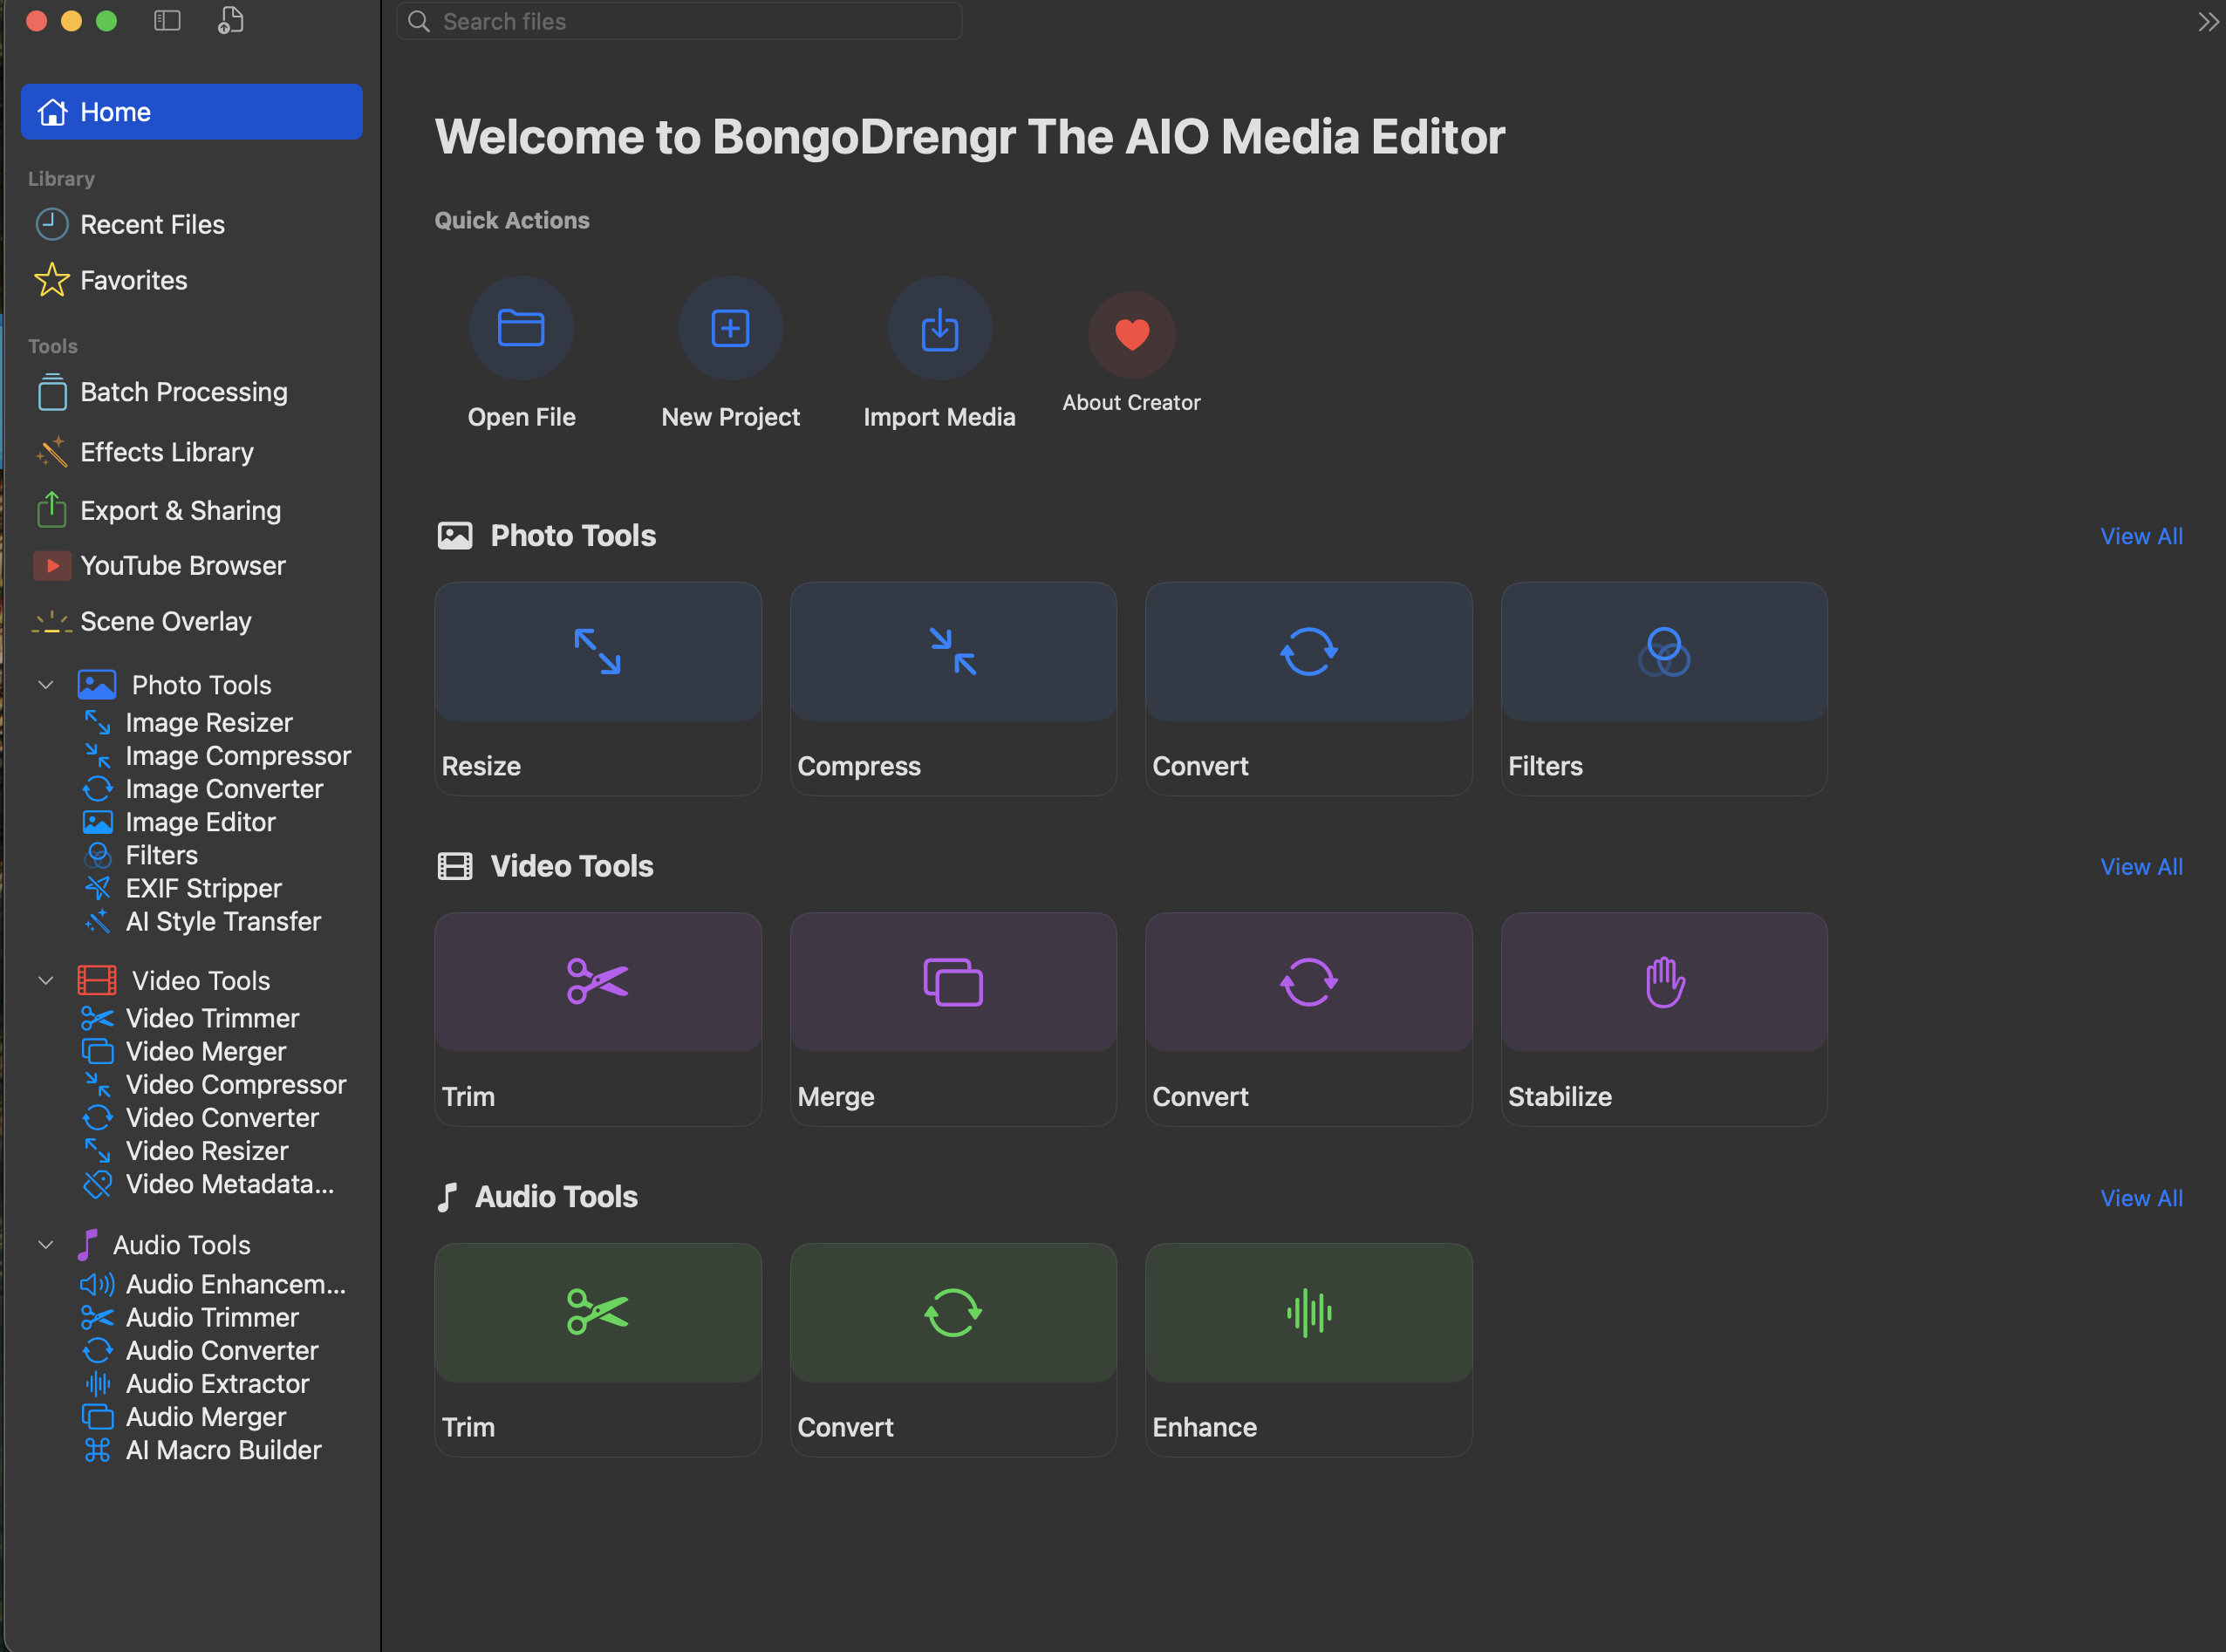 Search files
Home
Library
Recent Files
Favorites
Tools
Batch Processing
Effects Library
Export & Sharing
YouTube Browser
Scene Overlay
Photo Tools
Image Resizer
Image Compressor
Image Converter
Image Editor
Filters
EXIF Stripper
AI Style Transfer
Video Tools
Video Trimmer
Video Merger
Video Compressor
Video Converter
Video Resizer
Video Metadata...
Audio Tools
Audio Enhancem...
Audio Trimmer
Audio Converter
Audio Extractor
Audio Merger
AI Macro Builder
Welcome to BongoDrengr The AIO Media Editor
Quick Actions
Open File
New Project
Import Media
About Creator
Photo Tools
View All
Resize
Compress
Convert
Filters
Video Tools
View All
Trim
Merge
Convert
Stabilize
Audio Tools
View All
Trim
Convert
Enhance